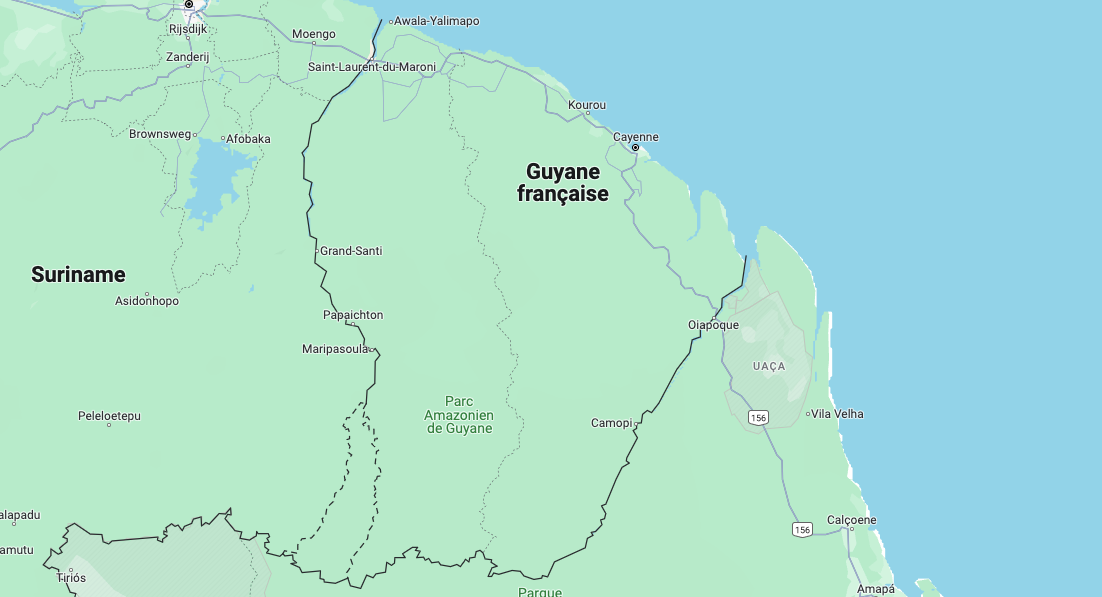 Awala-Yalimapo
Rijsdijk
Moengo
Zanderij
Saint-Laurent-du-Maroni
Kourou
Brownsweg
Afobaka
Cayenne
Guyane
française
Grand-Santi
Suriname
Asidonhopo
Papaichton
Oiapoque
Maripasoula
UAÇA
Parc
Amazonien
de Guyane
Peleloetepu
156
Vila Velha
Camopi
alapadu
Calçoene
156
amutu
Tiriós
Amapá
Parque